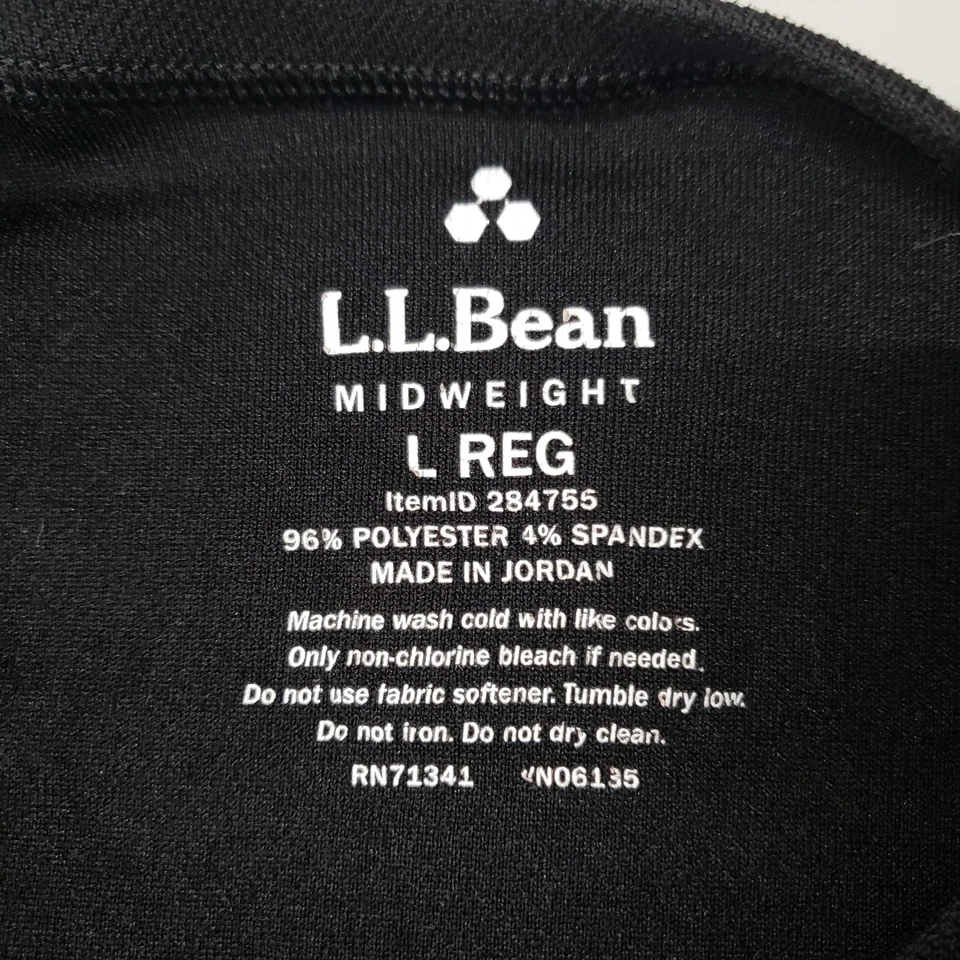 L.L.Bean
MIDWEIGHT
L REG
ItemID 284755
96% POLYESTER 4% SPANDEX
MADE IN JORDAN
Machine wash cold with like colors.
Only non-chlorine bleach if needed.
Do not use fabric softener. Tumble dry low.
Do not iron. Do not dry clean.
RN71341 VN06135